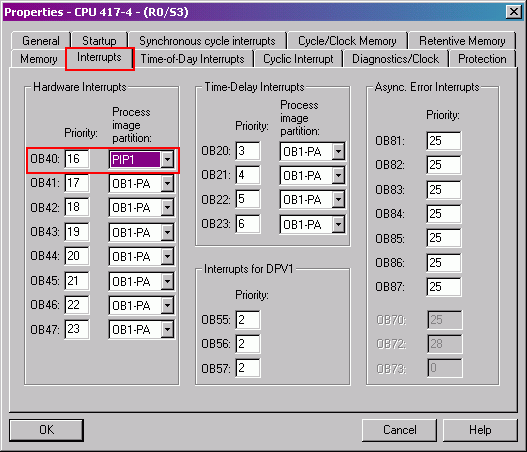 Properties - CPU 417-4 - (R0/S3)
General Startup Synchronous cycle interrupts Cycle/Clock Memory Retentive Memory
Memory Interrupts Time-of-Day Interrupts Cyclic Interrupt Diagnostics/Clock Protection
Hardware Interrupts
Priority: Process image partition:
OB40: 16 PIP1
OB41: 17 OB1-PA
OB42: 18 OB1-PA
OB43: 19 OB1-PA
OB44: 20 OB1-PA
OB45: 21 OB1-PA
OB46: 22 OB1-PA
OB47: 23 OB1-PA
Time-Delay Interrupts
Priority: Process image partition:
OB20: 3 OB1-PA
OB21: 4 OB1-PA
OB22: 5 OB1-PA
OB23: 6 OB1-PA
Interrupts for DPV1
Priority:
OB55: 2
OB56: 2
OB57: 2
Async. Error Interrupts
Priority:
OB81: 25
OB82: 25
OB83: 25
OB84: 25
OB85: 25
OB86: 25
OB87: 25
OB70: 25
OB72: 28
OB73: 0
OK Cancel Help